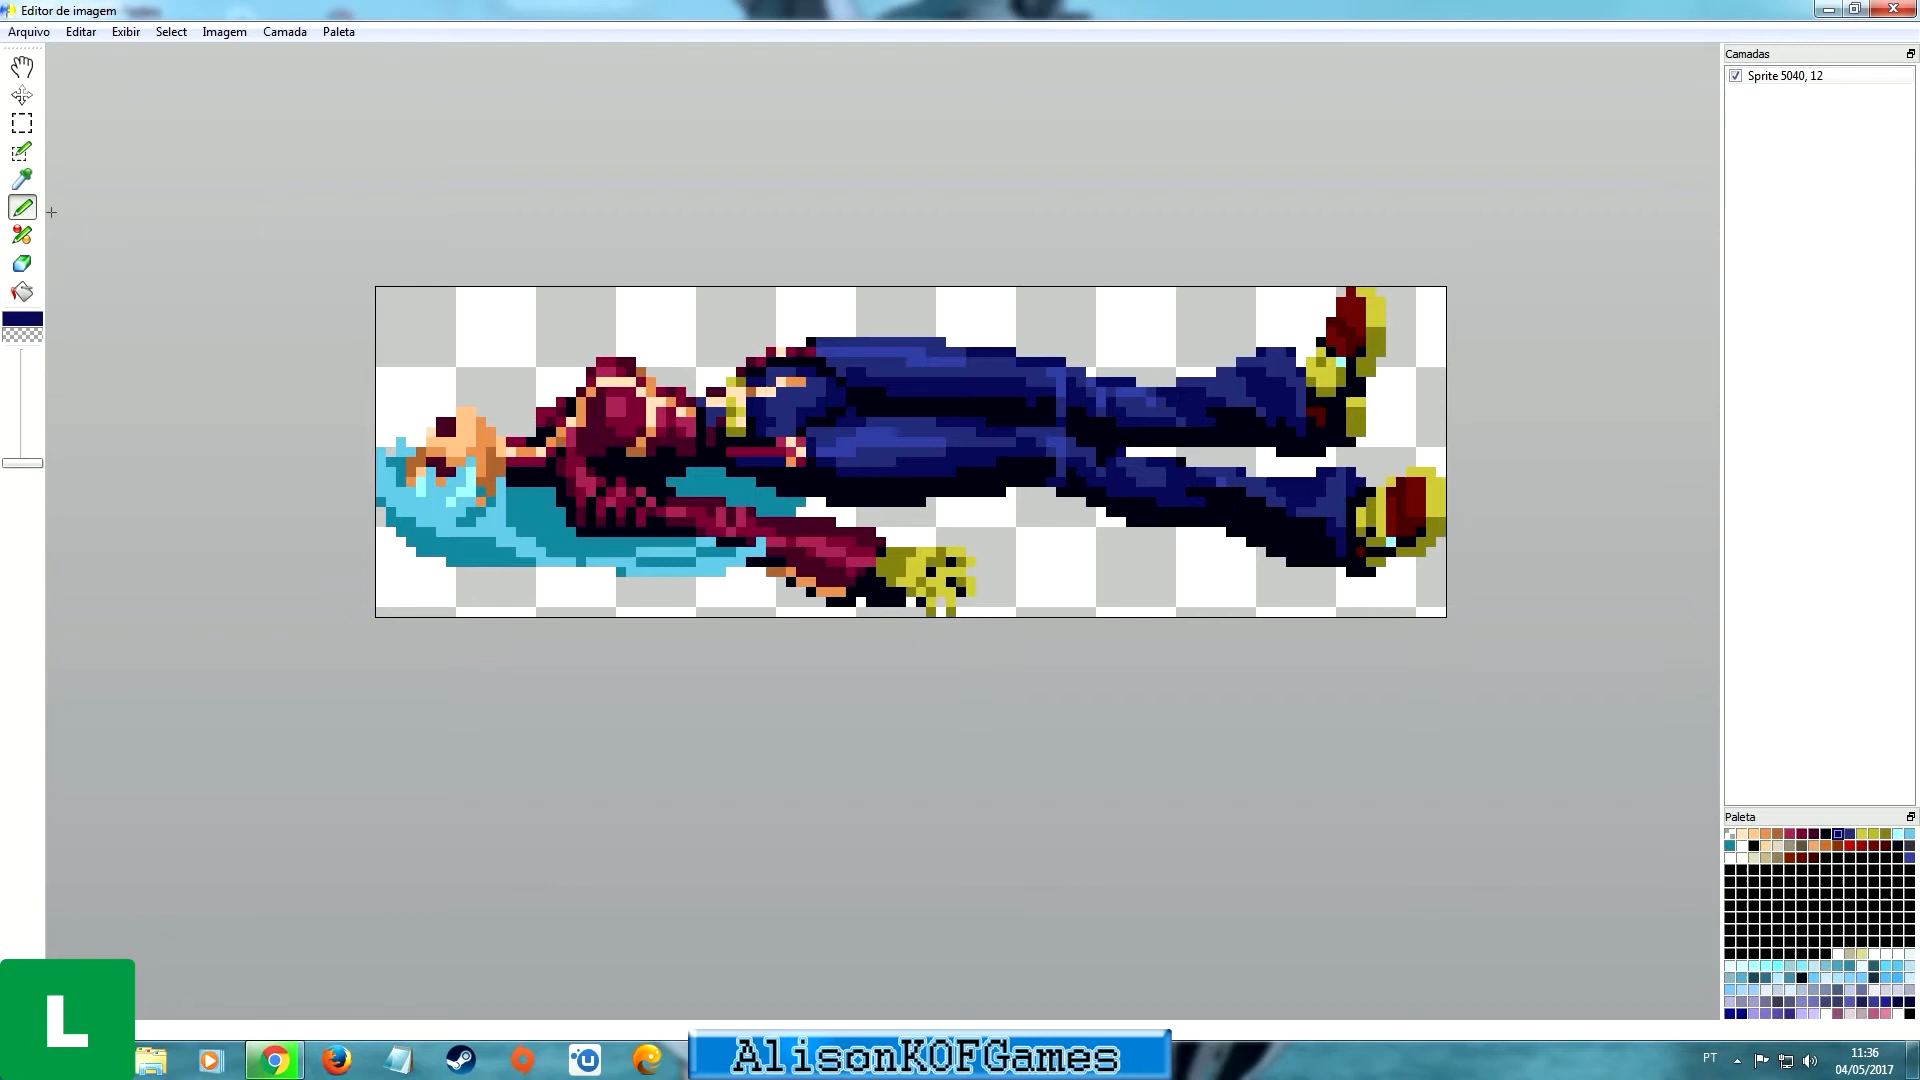 Editor de imagem
Arquivo Editar Exibir Select Imagem Camada Paleta
Camadas
Sprite 5040, 12
Paleta
L
AlisonKOFGames
PT
11:36
04/05/2017